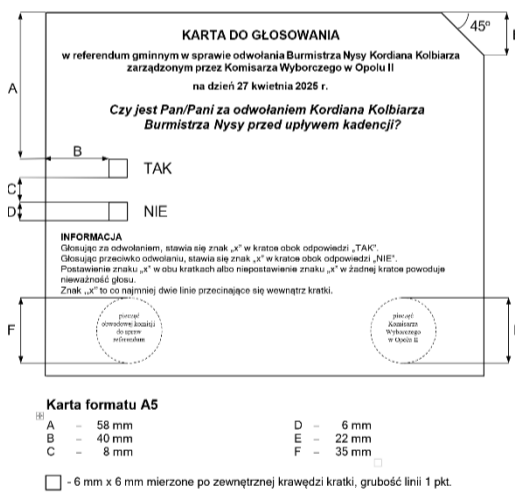 KARTA DO GŁOSOWANIA
45º
w referendum gminnym w sprawie odwołania Burmistrza Nysy Kordiana Kolbiarza
zarządzonym przez Komisarza Wyborczego w Opolu II
na dzień 27 kwietnia 2025 r.
A
Czy jest Pan/Pani za odwołaniem Kordiana Kolbiarza
Burmistrza Nysy przed upływem kadencji?
B
TAK
C
D
NIE
INFORMACJA
Głosując za odwołaniem, stawia się znak „x” w kratce obok odpowiedzi „TAK”.
Głosując przeciwko odwołaniu, stawia się znak „x” w kratce obok odpowiedzi „NIE”.
Postawienie znaku „x” w obu kratkach albo niepostawienie znaku „x” w żadnej kratce powoduje
nieważność głosu.
Znak „x” to co najmniej dwie linie przecinające się wewnątrz kratki.
F
pieczęć
obwodowej komisji
do spraw
referendum
pieczęć
Komisarza
Wyborczego
w Opolu II
Karta formatu A5
A – 58 mm
B – 40 mm
C – 8 mm
D – 6 mm
E – 22 mm
F – 35 mm
- 6 mm x 6 mm mierzone po zewnętrznej krawędzi kratki, grubość linii 1 pkt.